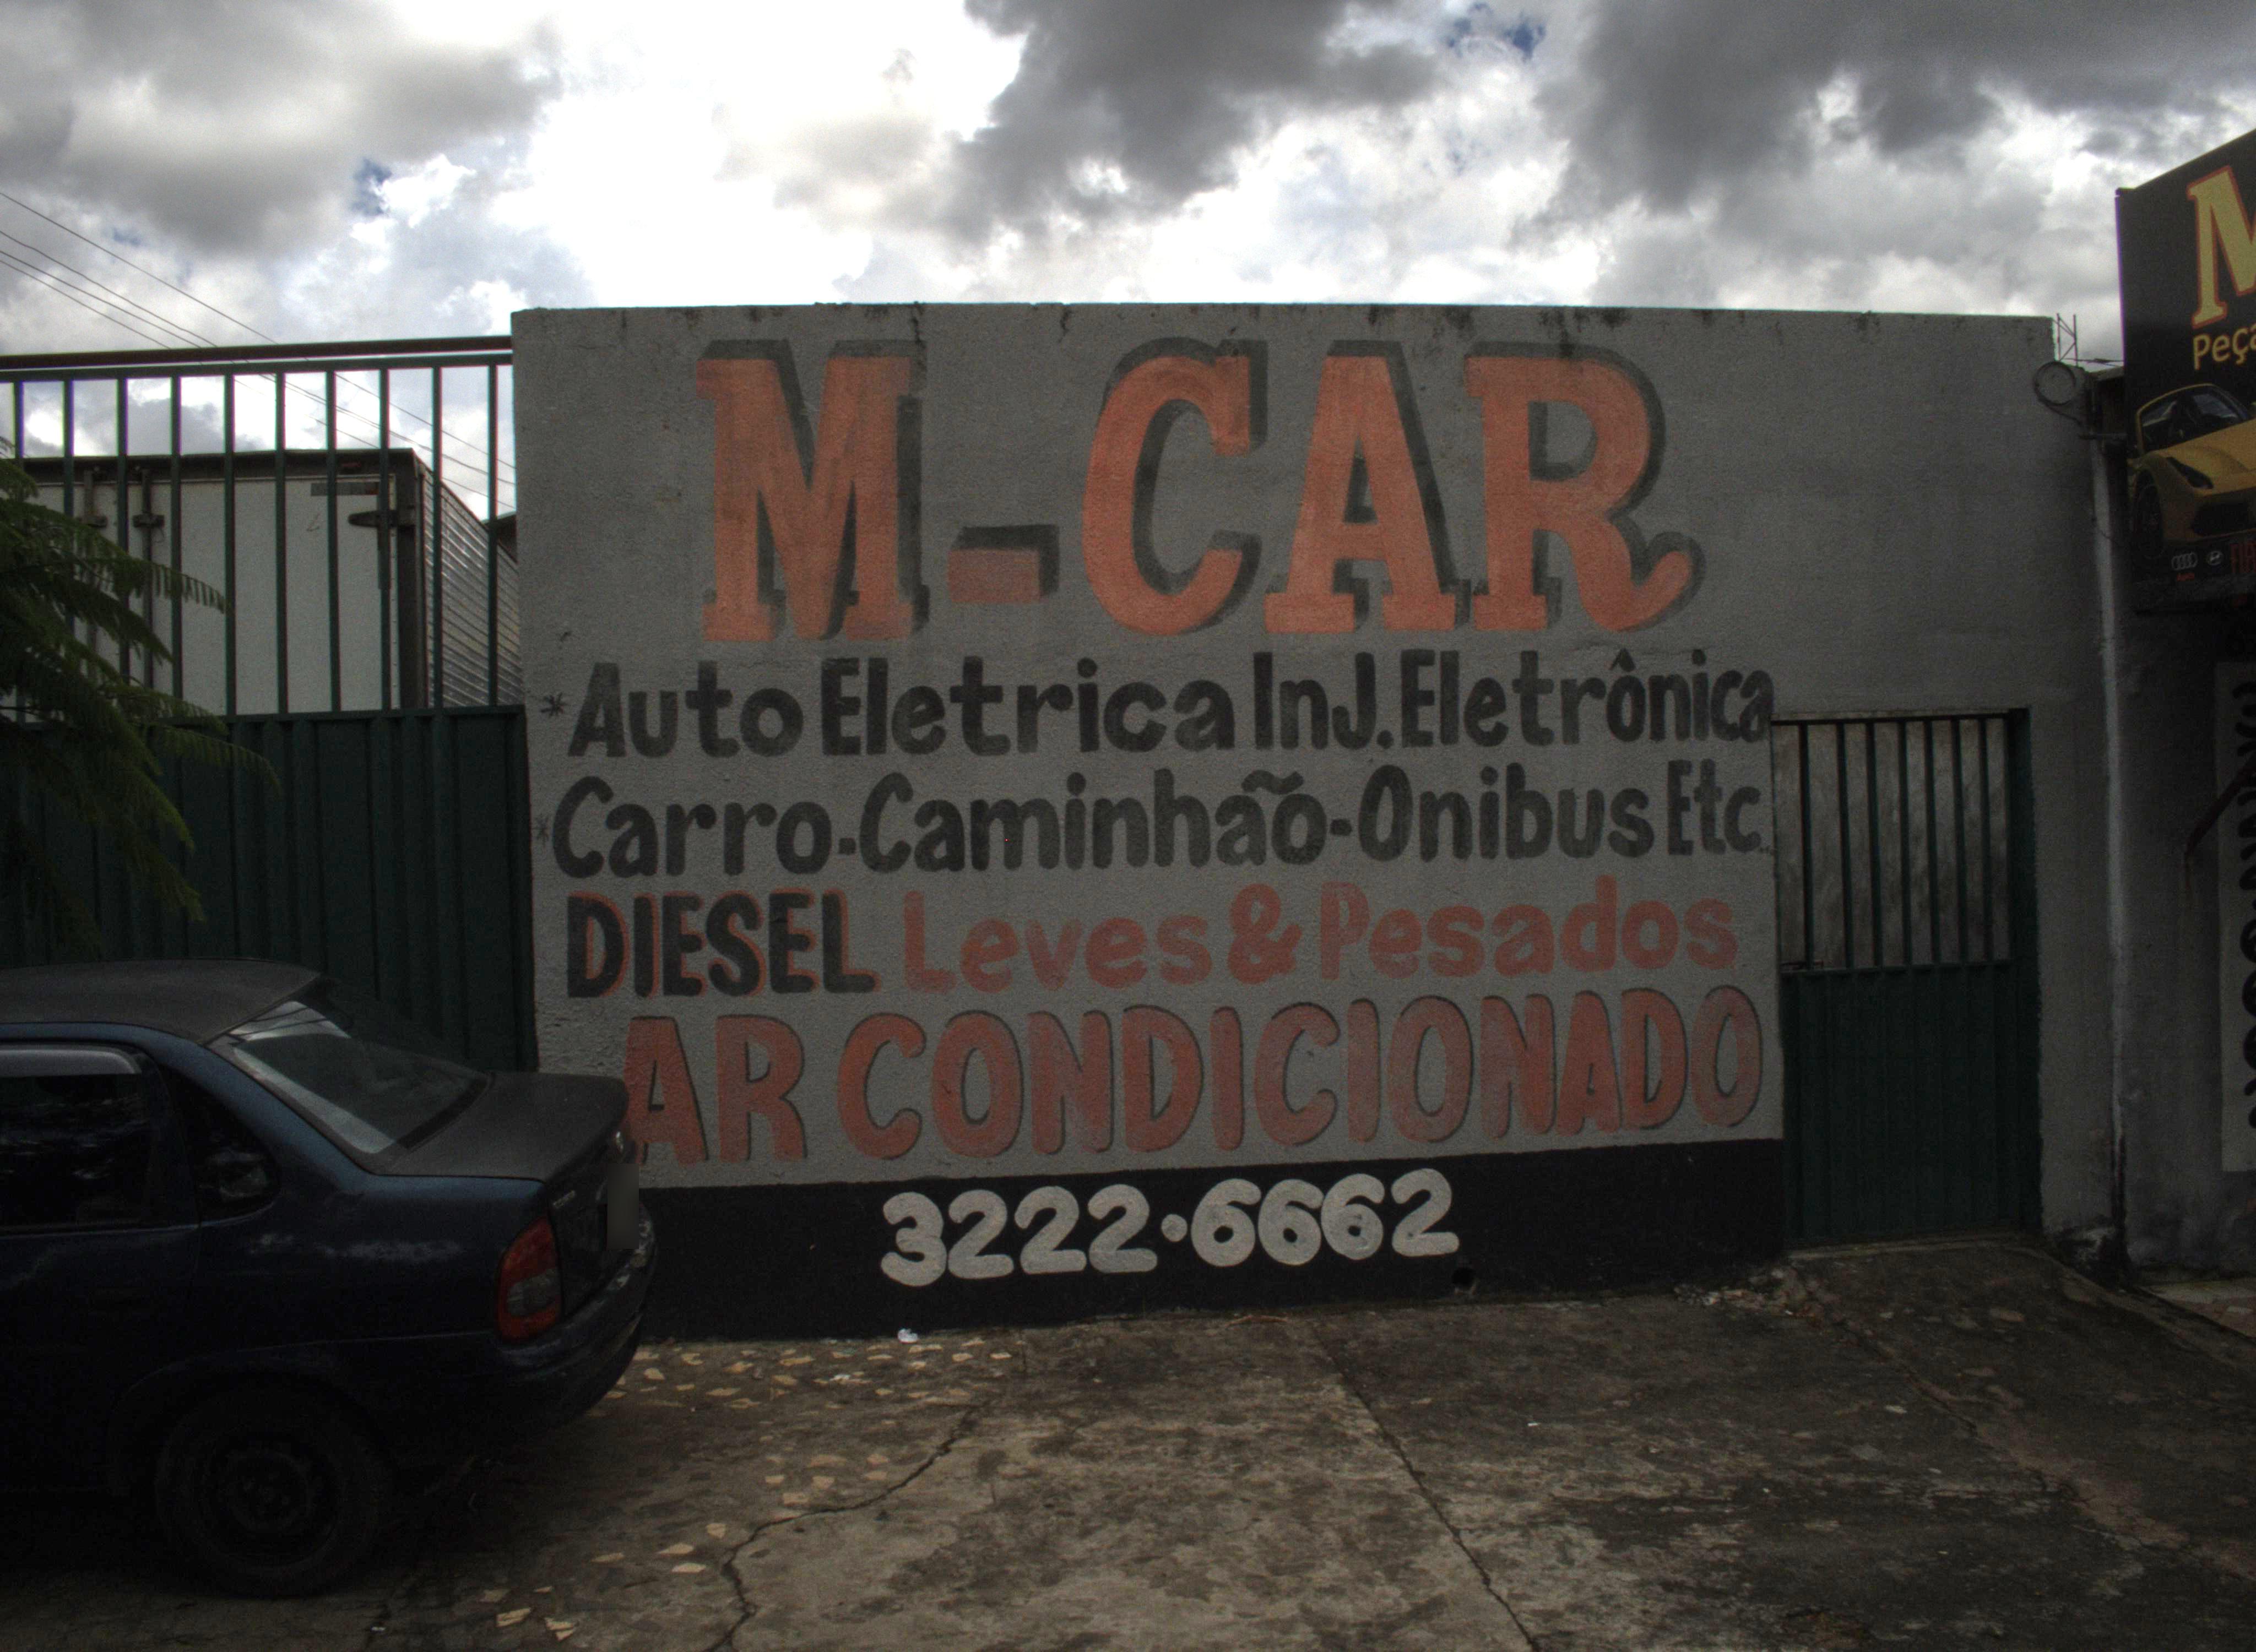 M-CAR
*Auto Eletrica InJ. Eletrônica
*Carro-Caminhão-Onibus Etc..
DIESEL Leves & Pesados
AR CONDICIONADO
3222·6662